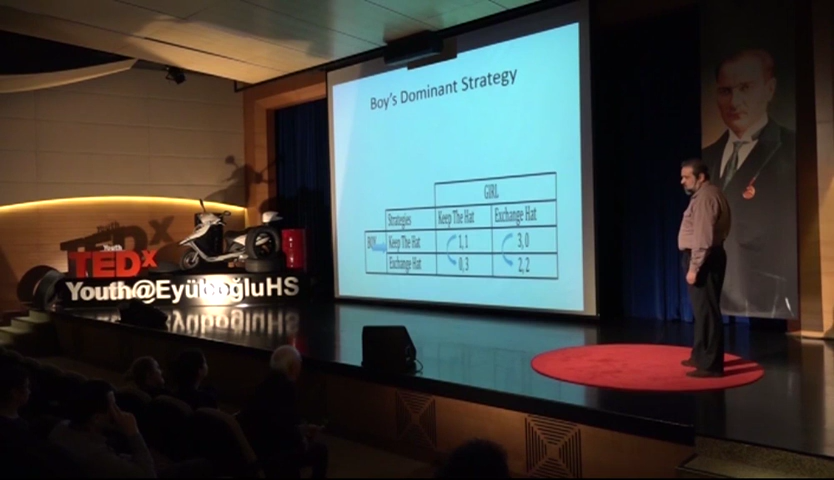 Boy's Dominant Strategy
GIRL
Strategies Keep The Hat Exchange Hat
BOY Keep The Hat 1,1 3,0
Exchange Hat 0,3 2,2
Youth
TEDx
Youth@EyüboğluHS